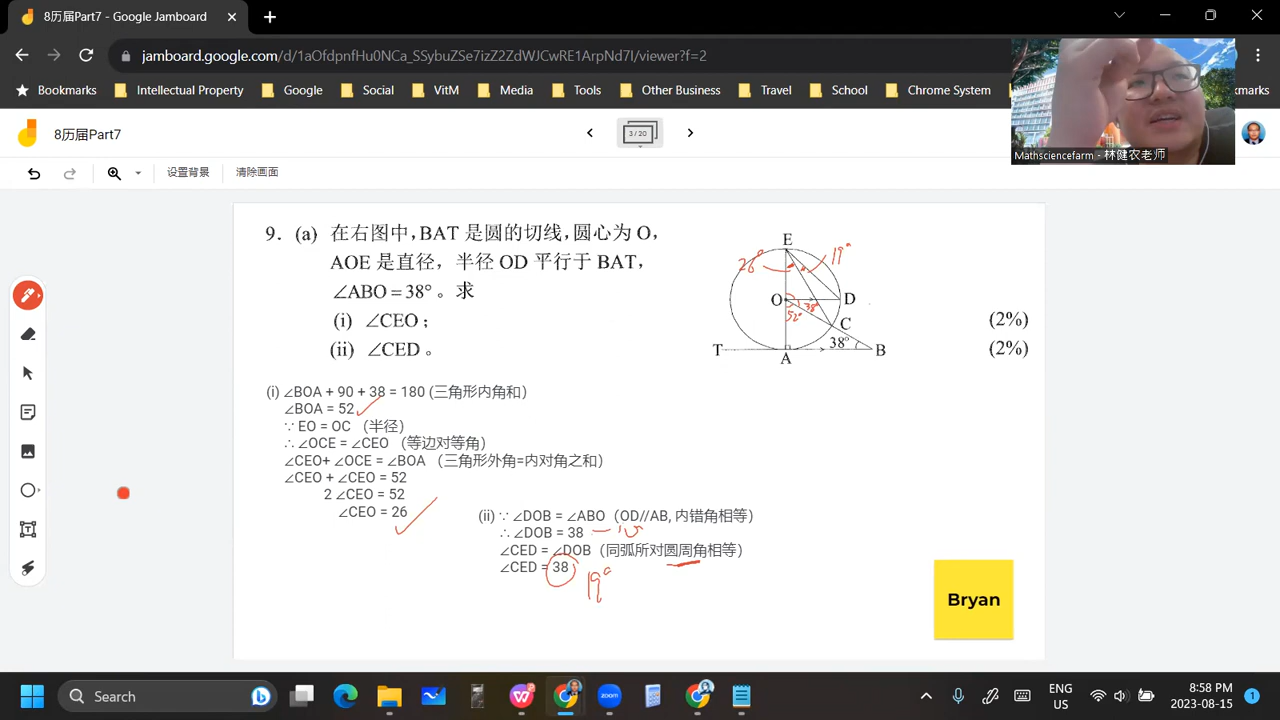 8历届Part7 - Google Jamboard
jamboard.google.com/d/1aOfdpntHu0NCa_SSybuZSe7izz2cdWJCwRE1ArpNd7I/viewer?f=2
Bookmarks Intellectual Property Google Social VitM Media Tools Other Business Travel School Chrome System
8历届Part7
3 / 20
设置背景 清除画面
Mathsciencefarm - 林健农老师
9. (a) 在右图中, BAT 是圆的切线, 圆心为 O,
AOE 是直径, 半径 OD 平行于 BAT,
∠ABO = 38° 。求
(i) ∠CEO ;
(ii) ∠CED 。
(2%)
(2%)
E
26°
19°
O
D
38°
52°
C
38°
T
A
B
(i) ∠BOA + 90 + 38 = 180 (三角形内角和)
∠BOA = 52
∵ EO = OC （半径）
∴ ∠OCE = ∠CEO （等边对等角）
∠CEO+ ∠OCE = ∠BOA （三角形外角=内对角之和）
∠CEO + ∠CEO = 52
2 ∠CEO = 52
∠CEO = 26
(ii) ∵ ∠DOB = ∠ABO（OD//AB, 内错角相等）
∴ ∠DOB = 38
∠CED = ∠DOB（同弧所对圆周角相等）
∠CED = 38
19°
Bryan
Search
ENG
US
8:58 PM
2023-08-15
1